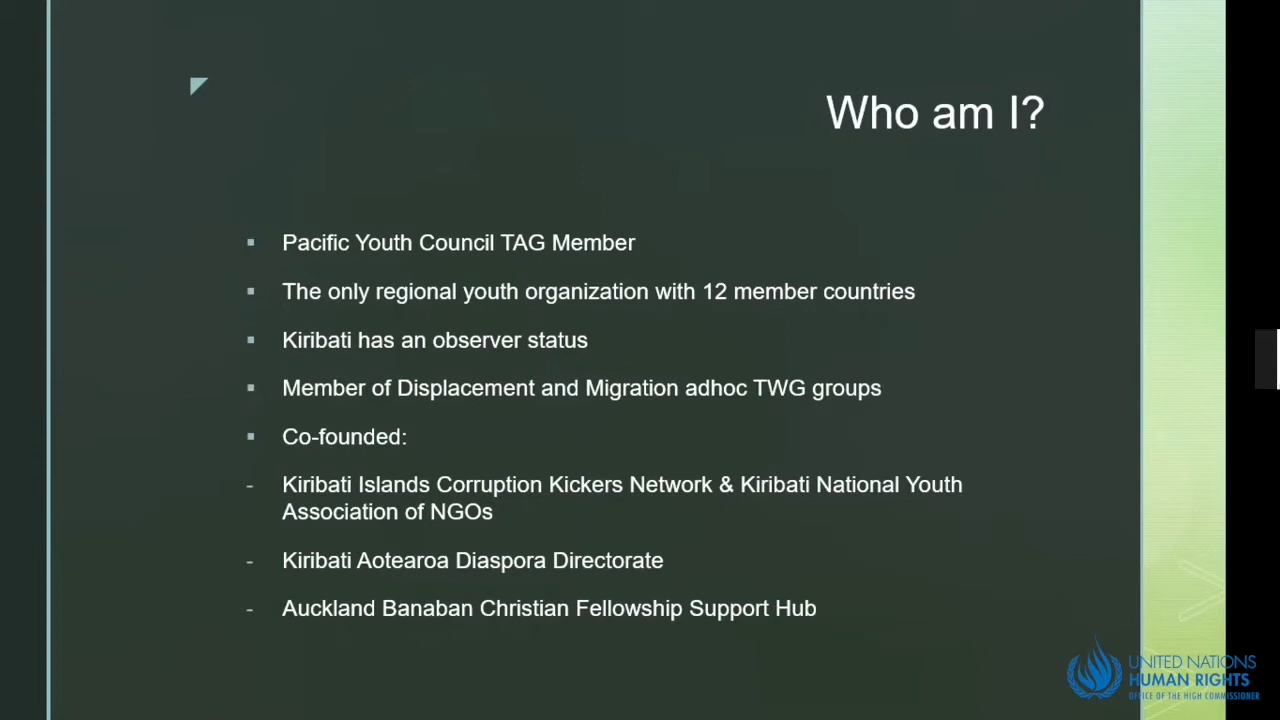 Who am I?
▪ Pacific Youth Council TAG Member
▪ The only regional youth organization with 12 member countries
▪ Kiribati has an observer status
▪ Member of Displacement and Migration adhoc TWG groups
▪ Co-founded:
- Kiribati Islands Corruption Kickers Network & Kiribati National Youth
Association of NGOs
- Kiribati Aotearoa Diaspora Directorate
- Auckland Banaban Christian Fellowship Support Hub
UNITED NATIONS
HUMAN RIGHTS
OFFICE OF THE HIGH COMMISSIONER